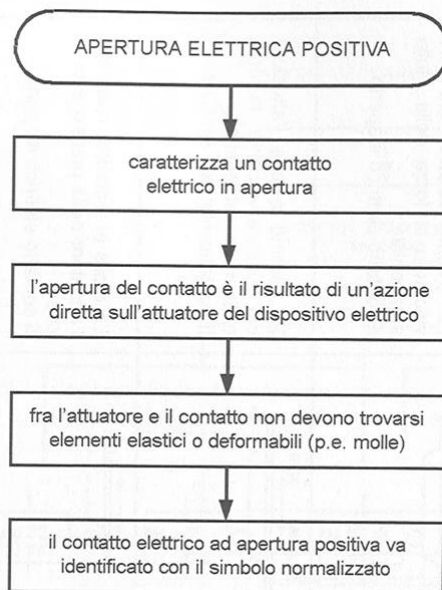 APERTURA ELETTRICA POSITIVA
caratterizza un contatto
elettrico in apertura
l'apertura del contatto è il risultato di un'azione
diretta sull'attuatore del dispositivo elettrico
fra l'attuatore e il contatto non devono trovarsi
elementi elastici o deformabili (p.e. molle)
il contatto elettrico ad apertura positiva va
identificato con il simbolo normalizzato